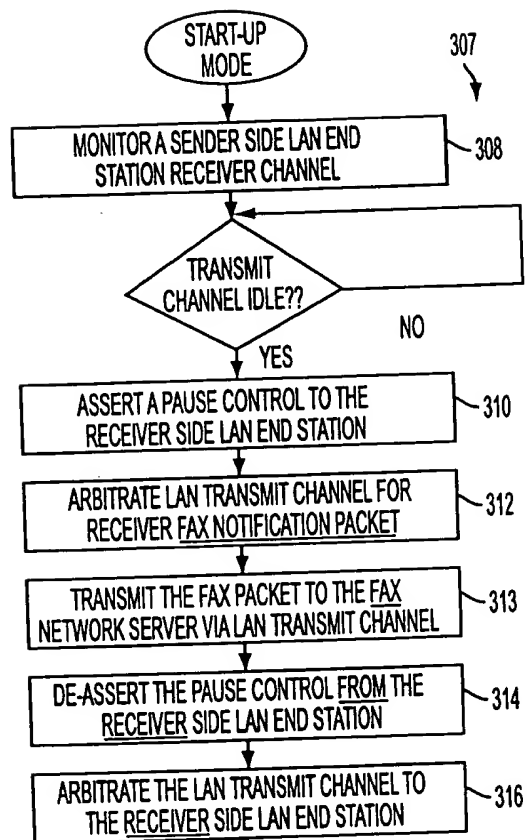 START-UP
MODE
307
MONITOR A SENDER SIDE LAN END
STATION RECEIVER CHANNEL
308
TRANSMIT
CHANNEL IDLE??
NO
YES
ASSERT A PAUSE CONTROL TO THE
RECEIVER SIDE LAN END STATION
310
ARBITRATE LAN TRANSMIT CHANNEL FOR
RECEIVER FAX NOTIFICATION PACKET
312
TRANSMIT THE FAX PACKET TO THE FAX
NETWORK SERVER VIA LAN TRANSMIT CHANNEL
313
DE-ASSERT THE PAUSE CONTROL FROM THE
RECEIVER SIDE LAN END STATION
314
ARBITRATE THE LAN TRANSMIT CHANNEL TO
THE RECEIVER SIDE LAN END STATION
316